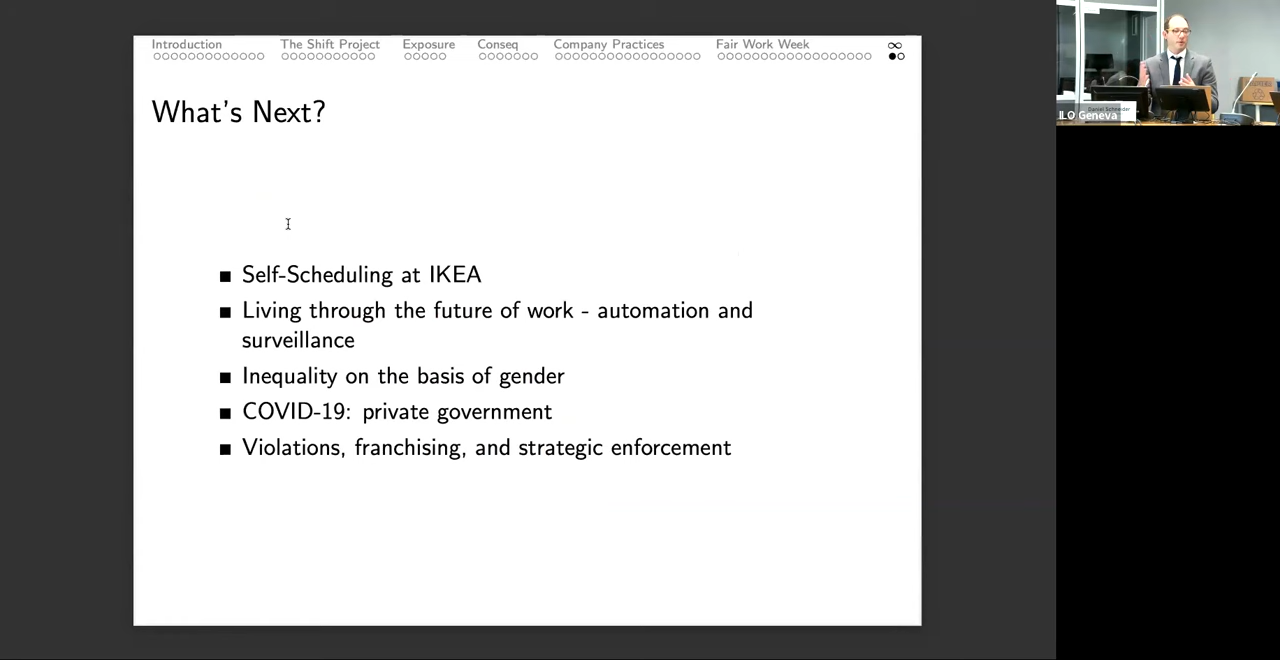 Introduction
The Shift Project
Exposure
Conseq
Company Practices
Fair Work Week
∞
What's Next?
■ Self-Scheduling at IKEA
■ Living through the future of work - automation and
surveillance
■ Inequality on the basis of gender
■ COVID-19: private government
■ Violations, franchising, and strategic enforcement
Daniel Schneider
ILO Geneva